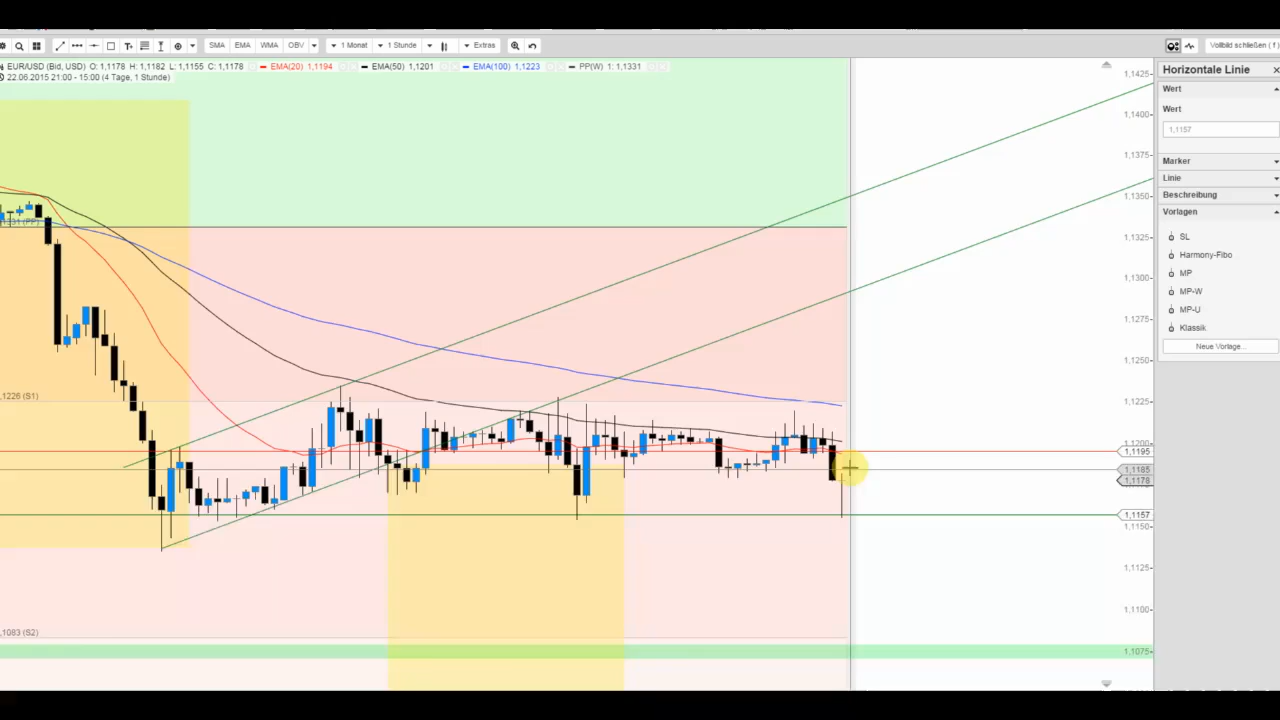 SMA EMA WMA OBV 1 Monat 1 Stunde Extras Vollbild schließen ( f )
EUR/USD (Bid, USD) O: 1,1178 H: 1,1182 L: 1,1155 C: 1,1178 EMA(20) 1,1194 EMA(50) 1,1201 EMA(100) 1,1223 PP(W) 1: 1,1331
22.06.2015 21:00 - 15:00 (4 Tage, 1 Stunde)
1,1425
1,1400
1,1375
1,1350
1,1325
1,1300
1,1275
1,1250
1,1225
1,1200
1,1195
1,1185
1,1178
1,1157
1,1150
1,1125
1,1100
1,1075
,1331 (PP)
,1226 (S1)
,1083 (S2)
Horizontale Linie
Wert
Wert
1,1157
Marker
Linie
Beschreibung
Vorlagen
SL
Harmony-Fibo
MP
MP-W
MP-U
Klassik
Neue Vorlage...